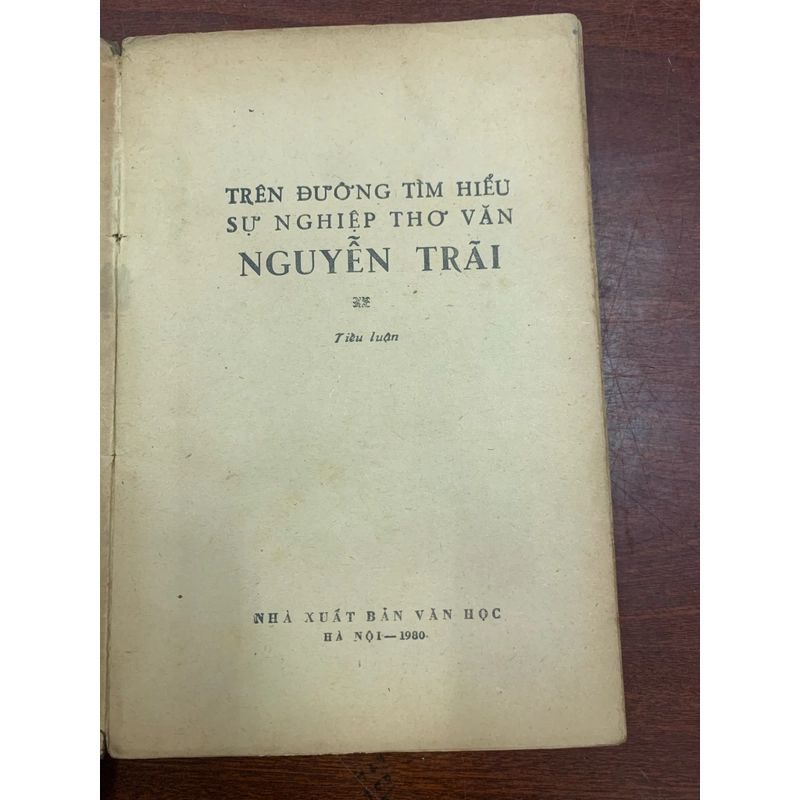 TRÊN ĐƯỜNG TÌM HIỂU
SỰ NGHIỆP THƠ VĂN
NGUYỄN TRÃI
Tiểu luận
NHÀ XUẤT BẢN VĂN HỌC
HÀ NỘI — 1980